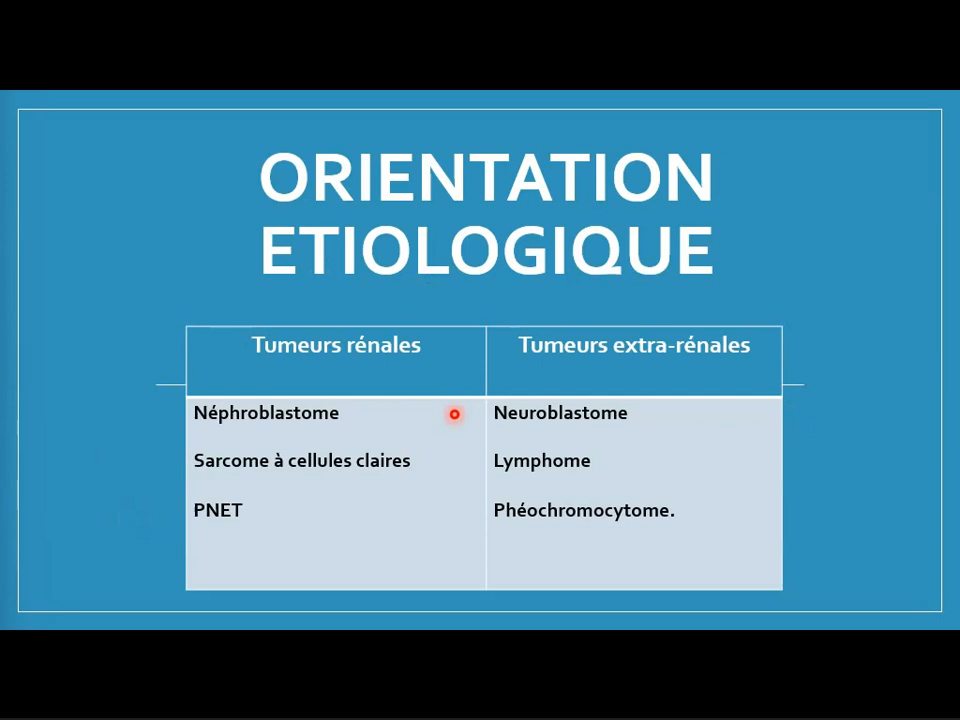 ORIENTATION
ETIOLOGIQUE
Tumeurs rénales
Tumeurs extra-rénales
Néphroblastome
Neuroblastome
Sarcome à cellules claires
Lymphome
PNET
Phéochromocytome.